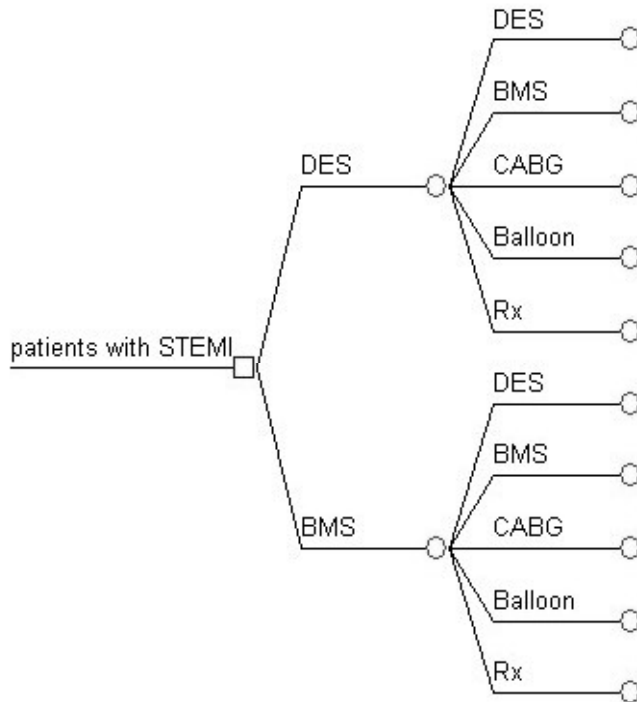 DES
BMS
DES
CABG
Balloon
Rx
patients with STEMI
DES
BMS
BMS
CABG
Balloon
Rx